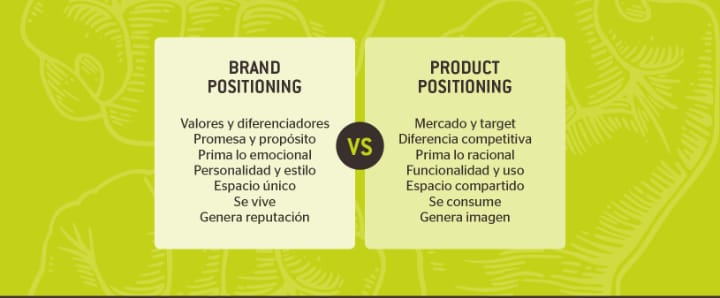 BRAND
POSITIONING
Valores y diferenciadores
Promesa y propósito
Prima lo emocional
Personalidad y estilo
Espacio único
Se vive
Genera reputación
VS
PRODUCT
POSITIONING
Mercado y target
Diferencia competitiva
Prima lo racional
Funcionalidad y uso
Espacio compartido
Se consume
Genera imagen